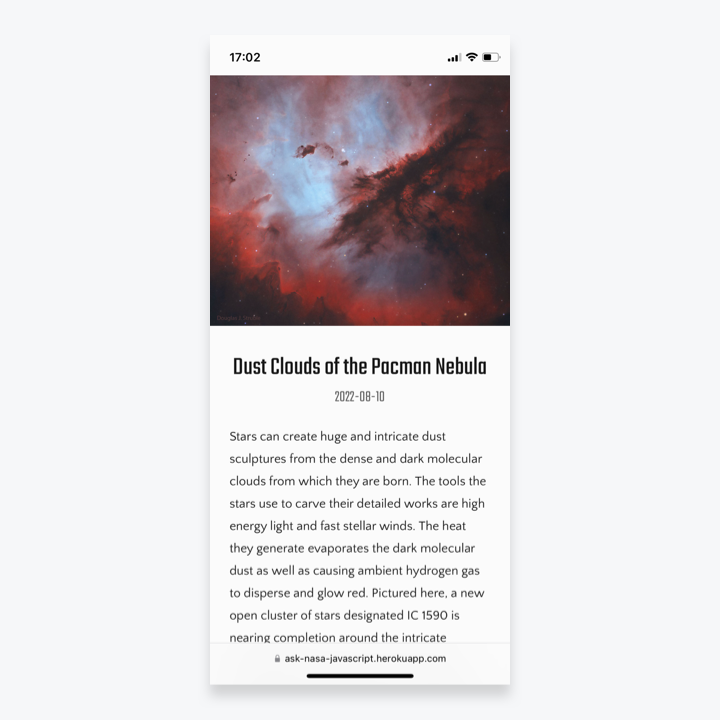 17:02
Dust Clouds of the Pacman Nebula
2022-08-10
Stars can create huge and intricate dust
sculptures from the dense and dark molecular
clouds from which they are born. The tools the
stars use to carve their detailed works are high
energy light and fast stellar winds. The heat
they generate evaporates the dark molecular
dust as well as causing ambient hydrogen gas
to disperse and glow red. Pictured here, a new
open cluster of stars designated IC 1590 is
nearing completion around the intricate
ask-nasa-javascript.herokuapp.com